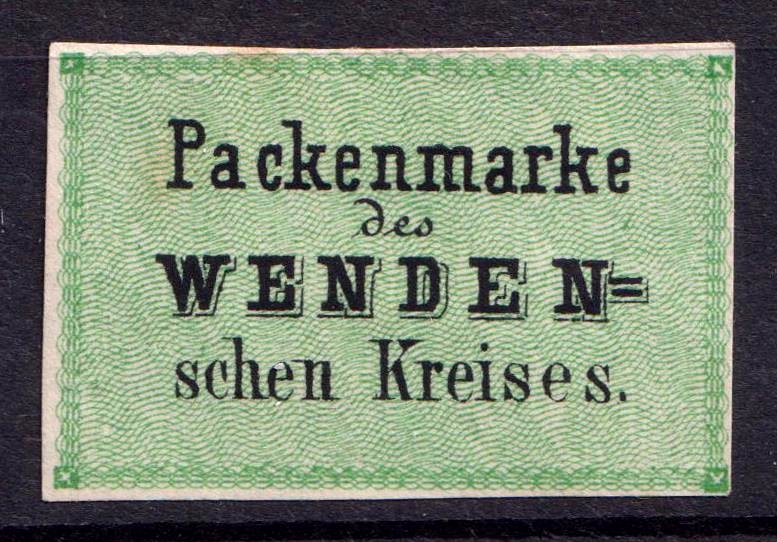 Packenmarke
des
WENDEN=
schen Kreises.